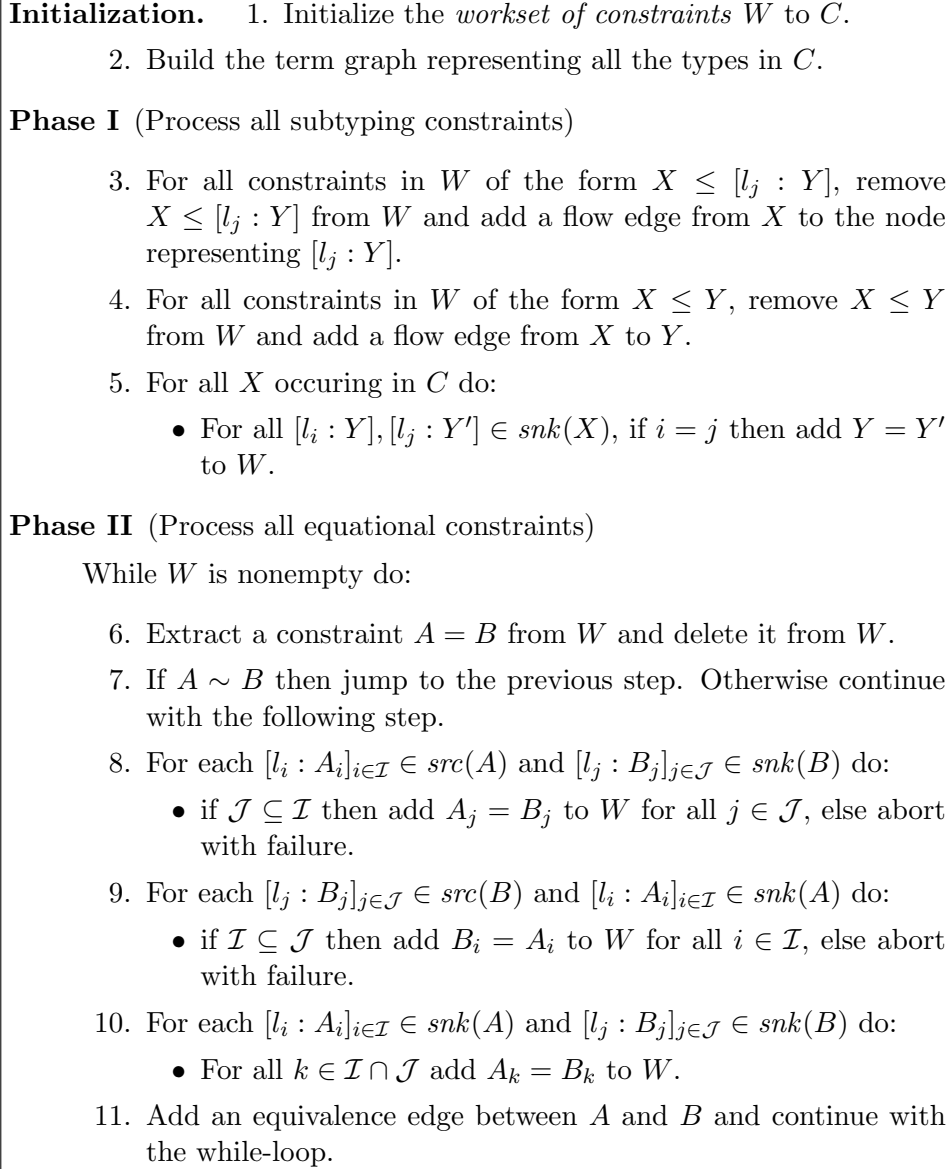 Initialization. 1. Initialize the workset of constraints W to C.
2. Build the term graph representing all the types in C.
Phase I (Process all subtyping constraints)
3. For all constraints in W of the form X ≤ [l_j : Y], remove
X ≤ [l_j : Y] from W and add a flow edge from X to the node
representing [l_j : Y].
4. For all constraints in W of the form X ≤ Y, remove X ≤ Y
from W and add a flow edge from X to Y.
5. For all X occuring in C do:
• For all [l_i : Y], [l_j : Y′] ∈ snk(X), if i = j then add Y = Y′
to W.
Phase II (Process all equational constraints)
While W is nonempty do:
6. Extract a constraint A = B from W and delete it from W.
7. If A ∼ B then jump to the previous step. Otherwise continue
with the following step.
8. For each [l_i : A_i]_{i∈I} ∈ src(A) and [l_j : B_j]_{j∈J} ∈ snk(B) do:
• if J ⊆ I then add A_j = B_j to W for all j ∈ J, else abort
with failure.
9. For each [l_j : B_j]_{j∈J} ∈ src(B) and [l_i : A_i]_{i∈I} ∈ snk(A) do:
• if I ⊆ J then add B_i = A_i to W for all i ∈ I, else abort
with failure.
10. For each [l_i : A_i]_{i∈I} ∈ snk(A) and [l_j : B_j]_{j∈J} ∈ snk(B) do:
• For all k ∈ I ∩ J add A_k = B_k to W.
11. Add an equivalence edge between A and B and continue with
the while-loop.